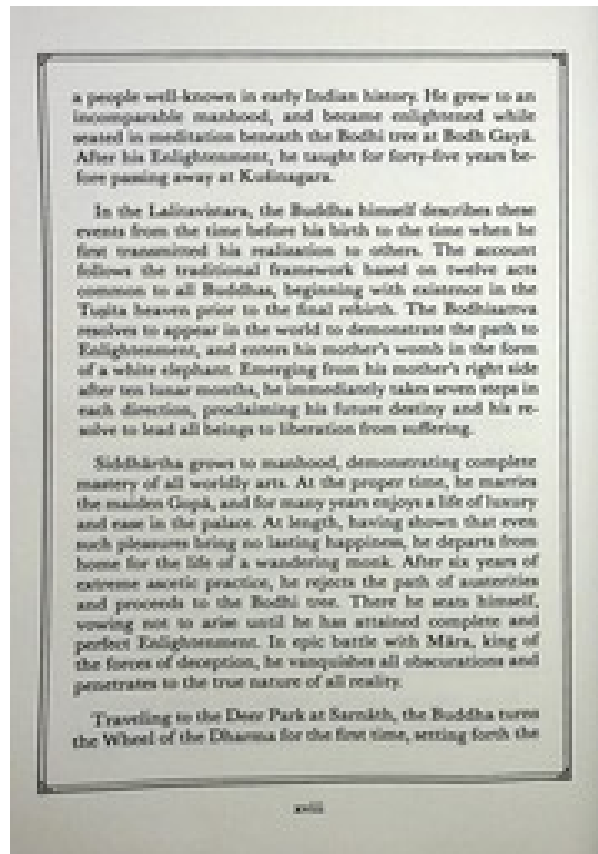 a people well-known in early Indian history. He grew to an
incomparable manhood, and became enlightened while
seated in meditation beneath the Bodhi tree at Bodh Gayā.
After his Enlightenment, he taught for forty-five years be-
fore passing away at Kuśinagara.
In the Lalitavistara, the Buddha himself describes these
events from the time before his birth to the time when he
first transmitted his realization to others. The account
follows the traditional framework based on twelve acts
common to all Buddhas, beginning with existence in the
Tuṣita heaven prior to the final rebirth. The Bodhisattva
resolves to appear in the world to demonstrate the path to
Enlightenment, and enters his mother's womb in the form
of a white elephant. Emerging from his mother's right side
after ten lunar months, he immediately takes seven steps in
each direction, proclaiming his future destiny and his re-
solve to lead all beings to liberation from suffering.
Siddhārtha grows to manhood, demonstrating complete
mastery of all worldly arts. At the proper time, he marries
the maiden Gopā, and for many years enjoys a life of luxury
and ease in the palace. At length, having shown that even
such pleasures bring no lasting happiness, he departs from
home for the life of a wandering monk. After six years of
extreme ascetic practice, he rejects the path of austerities
and proceeds to the Bodhi tree. There he seats himself,
vowing not to arise until he has attained complete and
perfect Enlightenment. In epic battle with Māra, king of
the forces of deception, he vanquishes all obscurations and
penetrates to the true nature of all reality.
Traveling to the Deer Park at Sarnāth, the Buddha turns
the Wheel of the Dharma for the first time, setting forth the
xviii